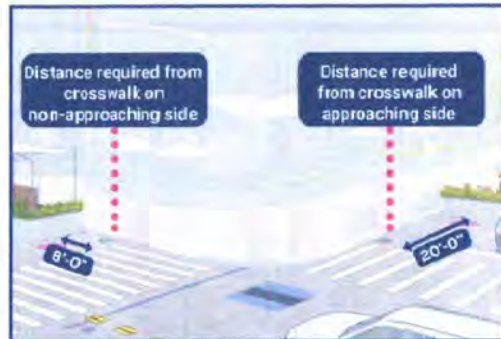 Distance required from
crosswalk on
non-approaching side
Distance required
from crosswalk on
approaching side
8'-0"
20'-0"